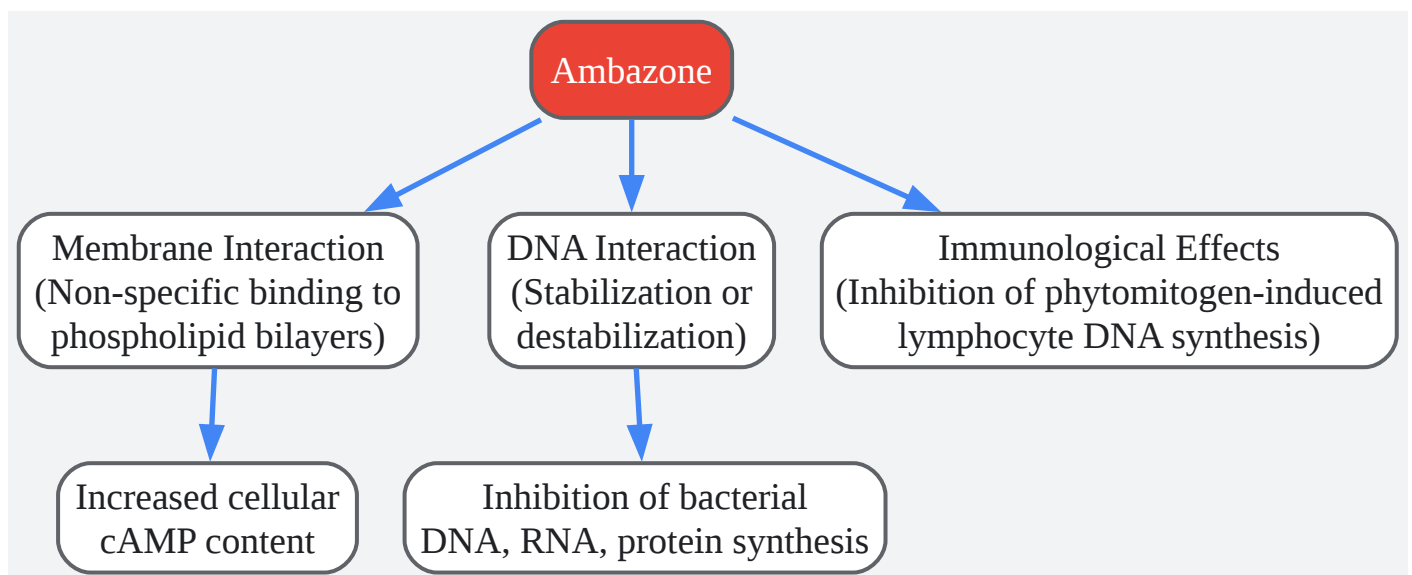 Ambazone
Membrane Interaction
(Non-specific binding to
phospholipid bilayers)
DNA Interaction
(Stabilization or
destabilization)
Immunological Effects
(Inhibition of phytomitogen-induced
lymphocyte DNA synthesis)
Increased cellular
cAMP content
Inhibition of bacterial
DNA, RNA, protein synthesis